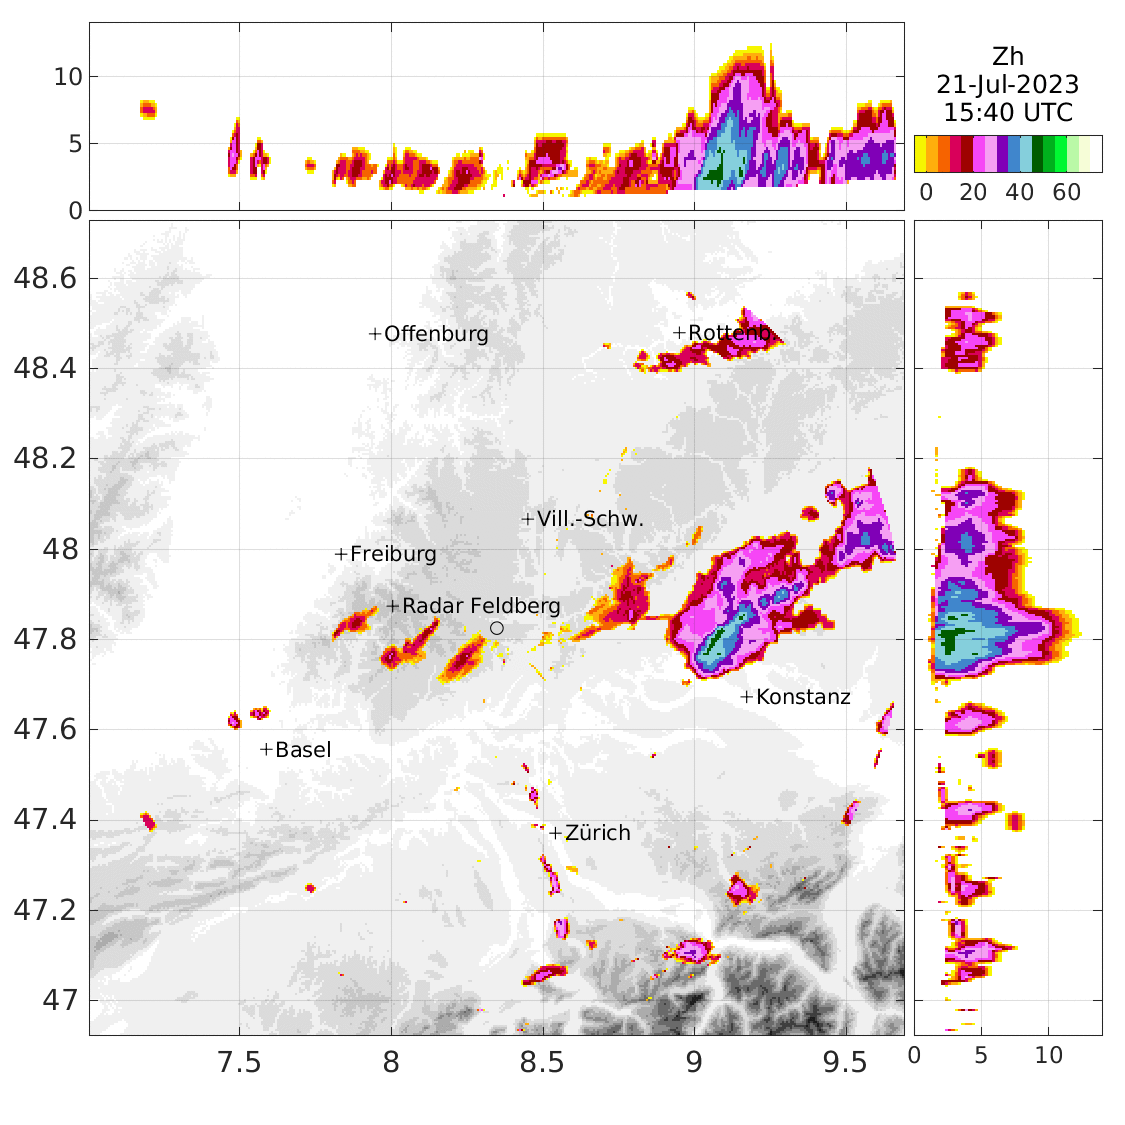 10
5
0
Zh
21-Jul-2023
15:40 UTC
0 20 40 60
48.6
48.4
48.2
48
47.8
47.6
47.4
47.2
47
+Offenburg
+Rottenb.
+Vill.-Schw.
+Freiburg
+Radar Feldberg
+Konstanz
+Basel
+Zürich
7.5 8 8.5 9 9.5
0 5 10